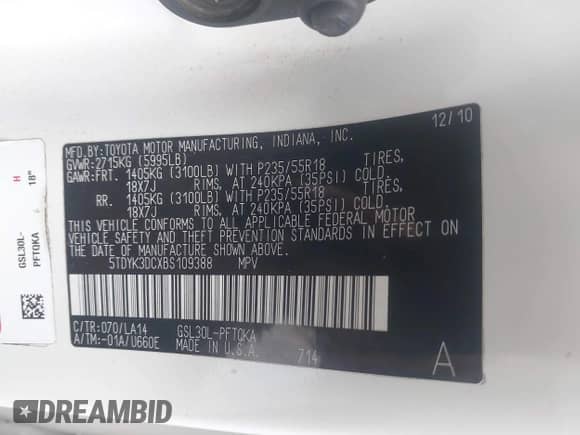 GSL30L-
PFTQKA
H
18"
12/10
MFD.BY:TOYOTA MOTOR MANUFACTURING, INDIANA, INC.
GVWR:2715KG (5995LB)
GAWR:FRT. 1405KG (3100LB) WITH P235/55R18 TIRES,
18X7J RIMS, AT 240KPA (35PSI) COLD.
RR. 1405KG (3100LB) WITH P235/55R18 TIRES,
18X7J RIMS, AT 240KPA (35PSI) COLD.
THIS VEHICLE CONFORMS TO ALL APPLICABLE FEDERAL MOTOR
VEHICLE SAFETY AND THEFT PREVENTION STANDARDS IN EFFECT ON
THE DATE OF MANUFACTURE SHOWN ABOVE.
5TDYK3DCXBS109388 MPV
C/TR:070/LA14 GSL30L-PFTQKA
A/TM:-01A/U660E MADE IN U.S.A. 714
A
DREAMBID